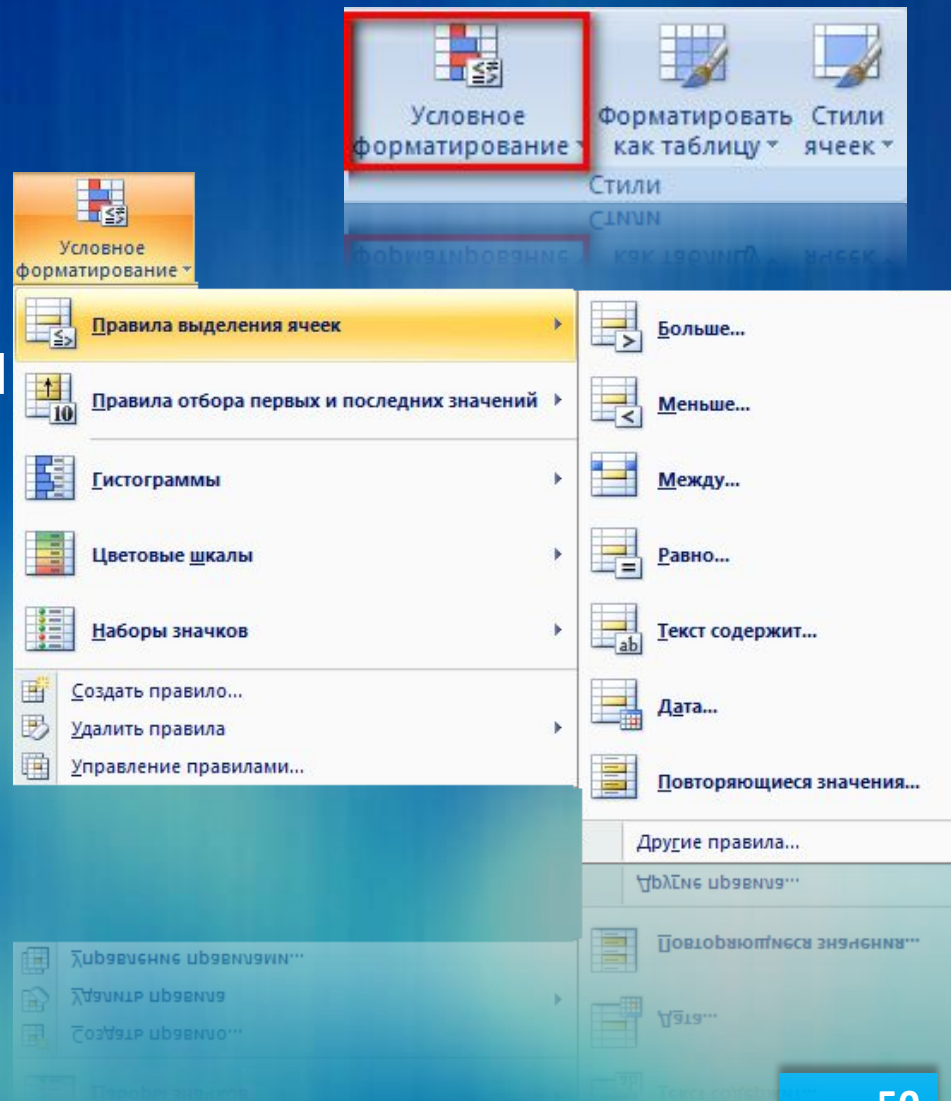 Условное
форматирование
Форматировать
как таблицу
Стили
ячеек
Стили
Условное
форматирование
Правила выделения ячеек
Правила отбора первых и последних значений
10
Гистограммы
Цветовые шкалы
Наборы значков
Создать правило...
Удалить правила
Управление правилами...
>
Больше...
<
Меньше...
Между...
=
Равно...
ab
Текст содержит...
Дата...
Повторяющиеся значения...
Другие правила...